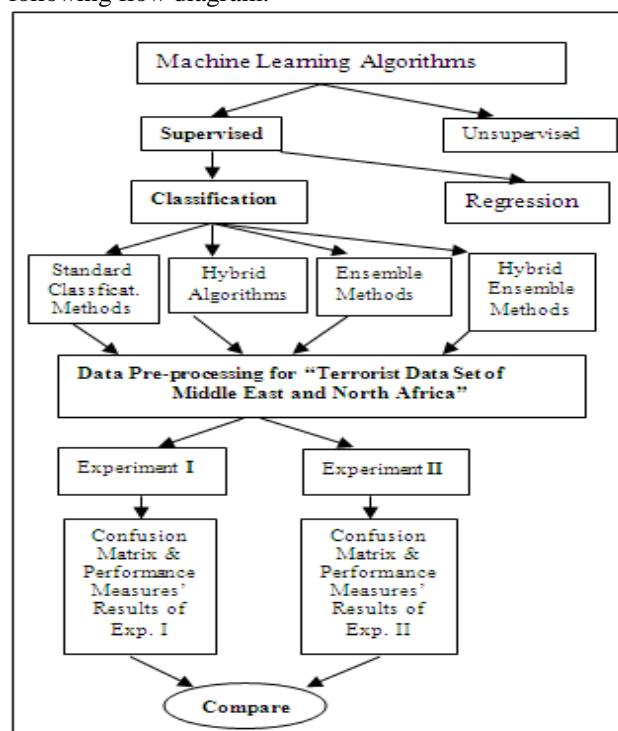 following flow diagram.
Machine Learning Algorithms
Supervised
Unsupervised
Classification
Regression
Standard
Classficat.
Methods
Hybrid
Algorithms
Ensemble
Methods
Hybrid
Ensemble
Methods
Data Pre-processing for “Terrorist Data Set of
Middle East and North Africa”
Experiment I
Experiment II
Confusion
Matrix &
Performance
Measures’
Results of
Exp. I
Confusion
Matrix &
Performance
Measures’
Results of
Exp. II
Compare